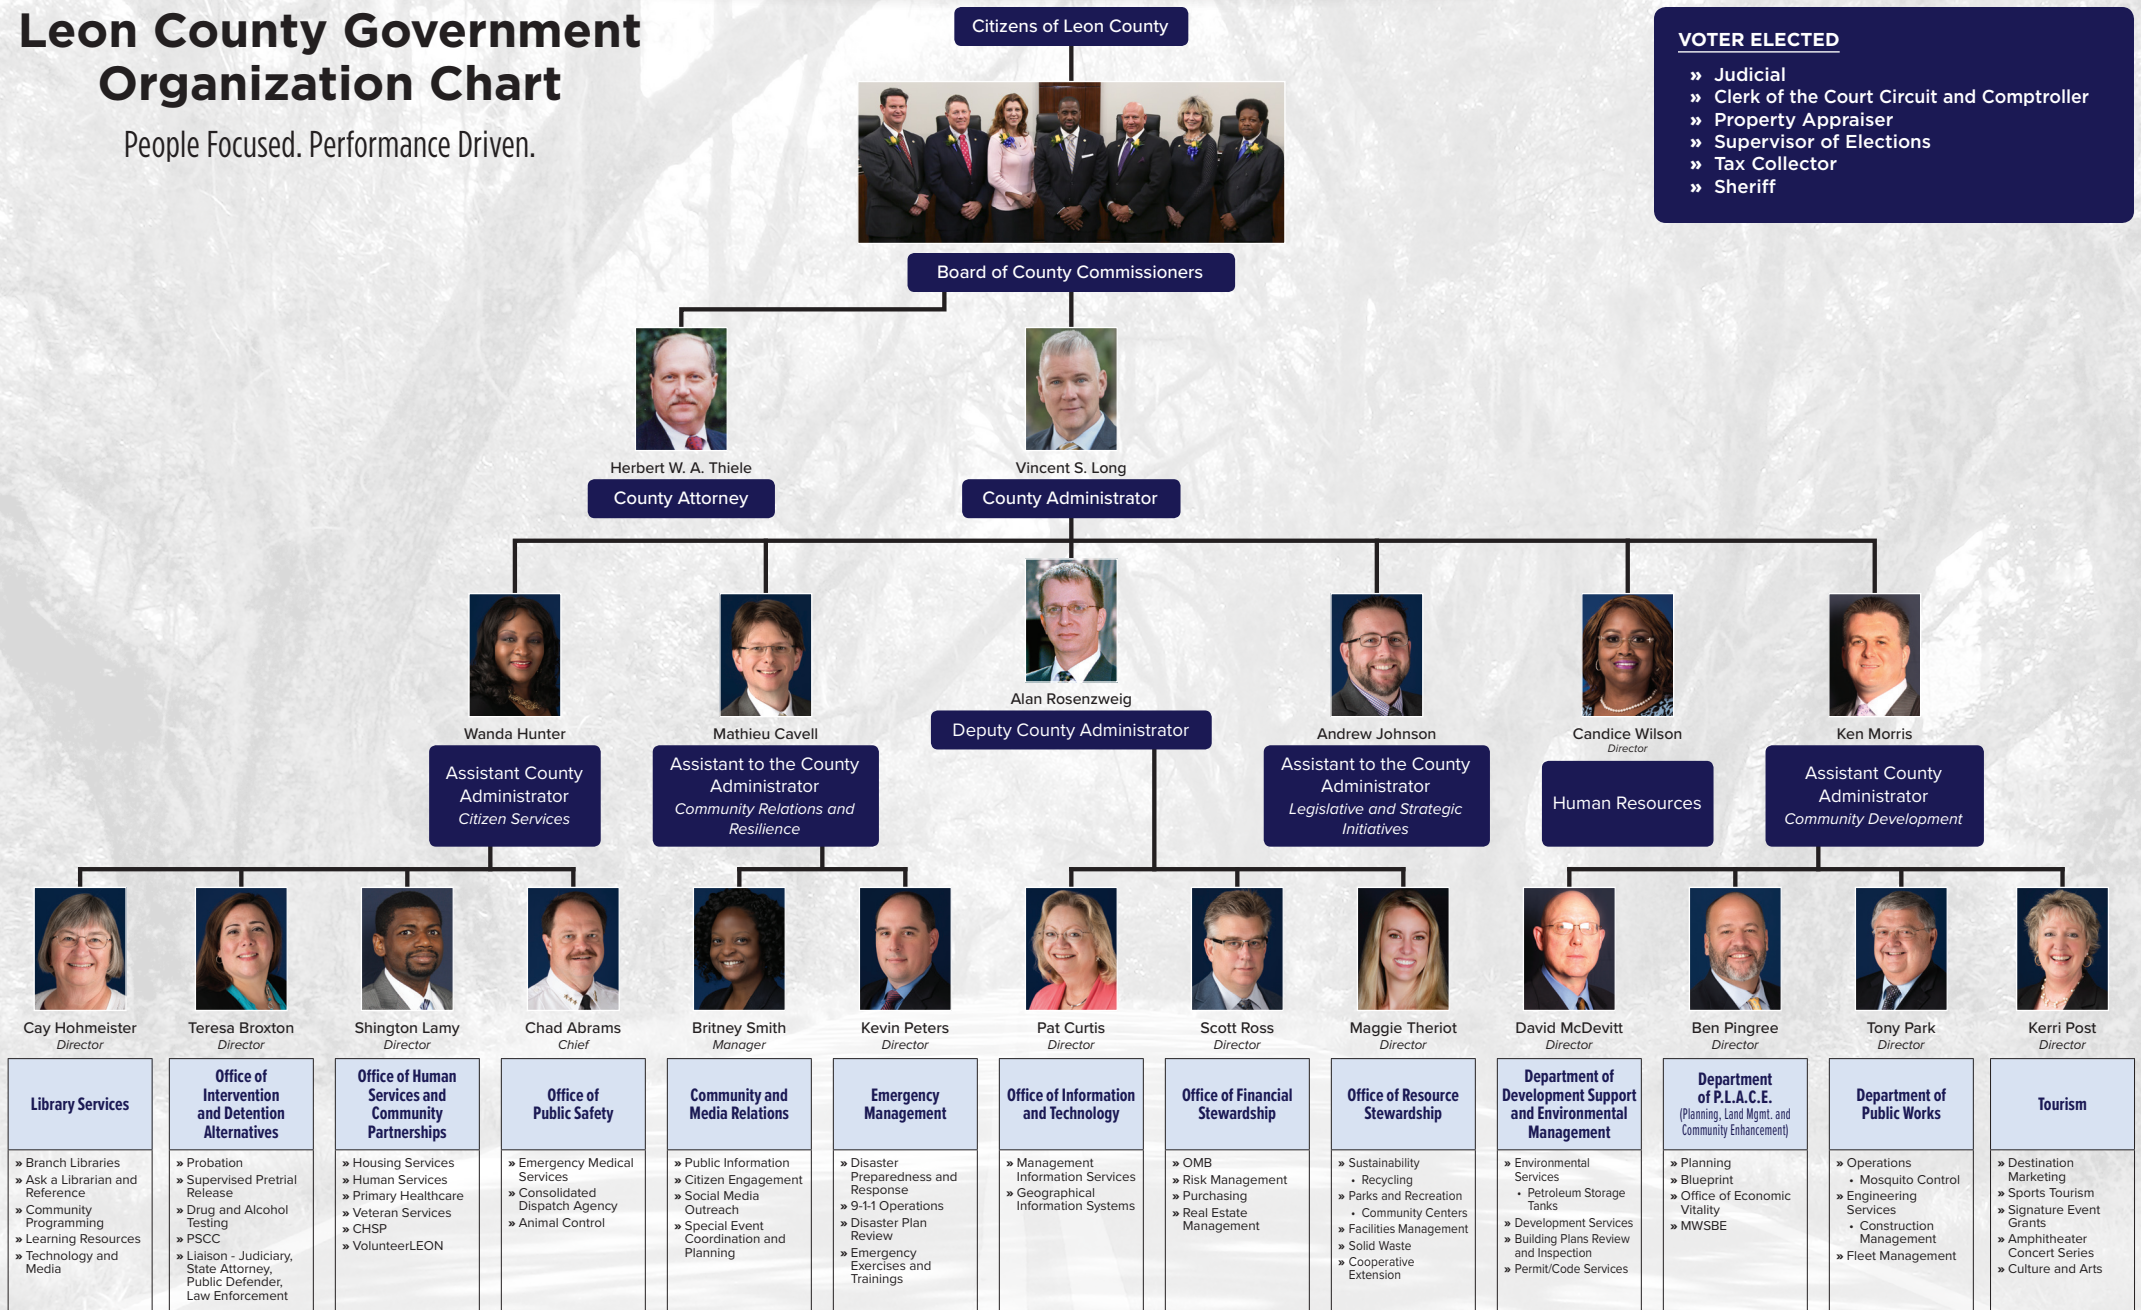 Leon County Government
Organization Chart
People Focused. Performance Driven.
Citizens of Leon County
VOTER ELECTED
» Judicial
» Clerk of the Court Circuit and Comptroller
» Property Appraiser
» Supervisor of Elections
» Tax Collector
» Sheriff
Board of County Commissioners
Herbert W. A. Thiele
County Attorney
Vincent S. Long
County Administrator
Wanda Hunter
Assistant County
Administrator
Citizen Services
Mathieu Cavell
Assistant to the County
Administrator
Community Relations and
Resilience
Alan Rosenzweig
Deputy County Administrator
Andrew Johnson
Assistant to the County
Administrator
Legislative and Strategic
Initiatives
Candice Wilson
Director
Human Resources
Ken Morris
Assistant County
Administrator
Community Development
Cay Hohmeister
Director
Library Services
» Branch Libraries
» Ask a Librarian and
Reference
» Community
Programming
» Learning Resources
» Technology and
Media
Teresa Broxton
Director
Office of
Intervention
and Detention
Alternatives
» Probation
» Supervised Pretrial
Release
» Drug and Alcohol
Testing
» PSCC
» Liaison - Judiciary,
State Attorney,
Public Defender,
Law Enforcement
Shington Lamy
Director
Office of Human
Services and
Community
Partnerships
» Housing Services
» Human Services
» Primary Healthcare
» Veteran Services
» CHSP
» VolunteerLEON
Chad Abrams
Chief
Office of
Public Safety
» Emergency Medical
Services
» Consolidated
Dispatch Agency
» Animal Control
Britney Smith
Manager
Community and
Media Relations
» Public Information
» Citizen Engagement
» Social Media
Outreach
» Special Event
Coordination and
Planning
Kevin Peters
Director
Emergency
Management
» Disaster
Preparedness and
Response
» 9-1-1 Operations
» Disaster Plan
Review
» Emergency
Exercises and
Trainings
Pat Curtis
Director
Office of Information
and Technology
» Management
Information Services
» Geographical
Information Systems
Scott Ross
Director
Office of Financial
Stewardship
» OMB
» Risk Management
» Purchasing
» Real Estate
Management
Maggie Theriot
Director
Office of Resource
Stewardship
» Sustainability
• Recycling
» Parks and Recreation
• Community Centers
» Facilities Management
» Solid Waste
» Cooperative
Extension
David McDevitt
Director
Department of
Development Support
and Environmental
Management
» Environmental
Services
• Petroleum Storage
Tanks
» Development Services
» Building Plans Review
and Inspection
» Permit/Code Services
Ben Pingree
Director
Department
of P.L.A.C.E.
(Planning, Land Mgmt. and
Community Enhancement)
» Planning
» Blueprint
» Office of Economic
Vitality
» MWSBE
Tony Park
Director
Department of
Public Works
» Operations
• Mosquito Control
» Engineering
Services
• Construction
Management
» Fleet Management
Kerri Post
Director
Tourism
» Destination
Marketing
» Sports Tourism
» Signature Event
Grants
» Amphitheater
Concert Series
» Culture and Arts